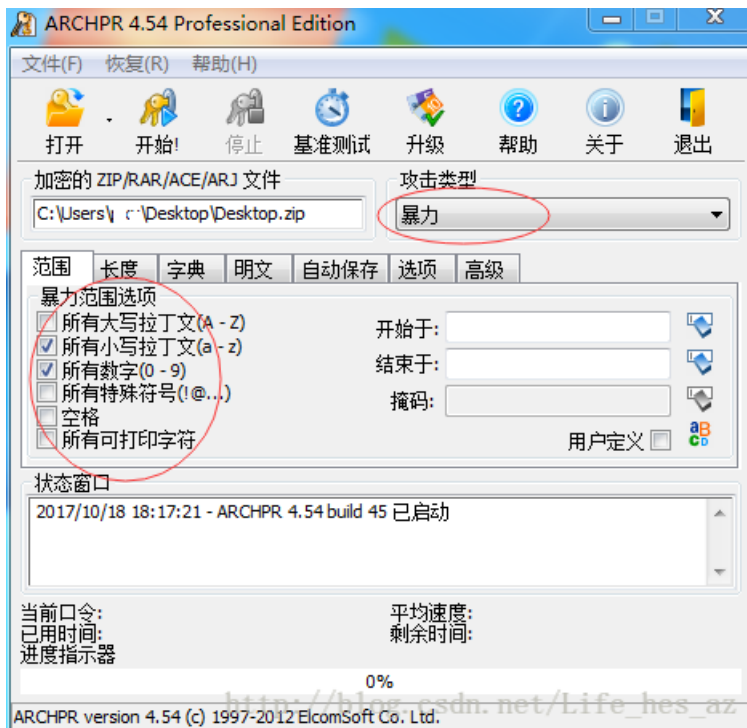 ARCHPR 4.54 Professional Edition
文件(F) 恢复(R) 帮助(H)
打开 开始! 停止 基准测试 升级 帮助 关于 退出
加密的 ZIP/RAR/ACE/ARJ 文件 攻击类型
C:\Users\ \Desktop\Desktop.zip 暴力
范围 长度 字典 明文 自动保存 选项 高级
暴力范围选项
所有大写拉丁文(A - Z)
开始于:
所有小写拉丁文(a - z)
结束于:
所有数字(0 - 9)
所有特殊符号(!@...)
掩码:
空格
所有可打印字符
用户定义
状态窗口
2017/10/18 18:17:21 - ARCHPR 4.54 build 45 已启动
当前口令: 平均速度:
已用时间: 剩余时间:
进度指示器
0%
http://blog.csdn.net/Life_hes_az
ARCHPR version 4.54 (c) 1997-2012 ElcomSoft Co. Ltd.